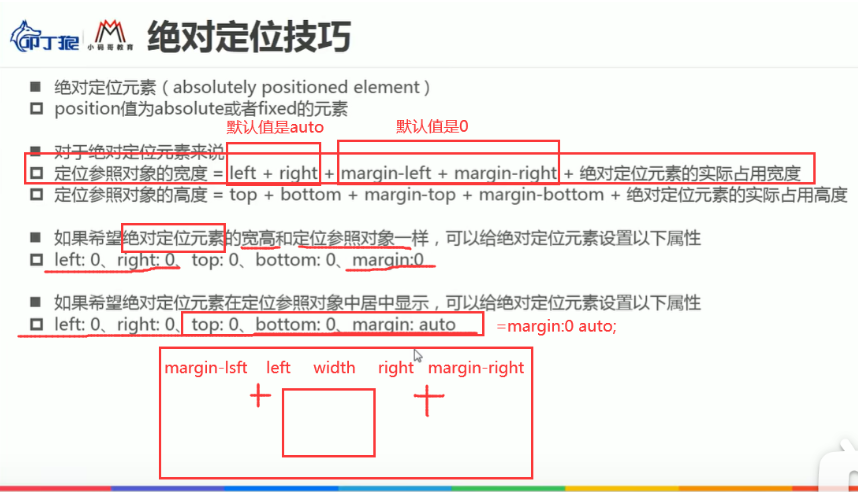 叩丁狼 小码哥教育 绝对定位技巧
绝对定位元素（absolutely positioned element）
position值为absolute或者fixed的元素
默认值是auto 默认值是0
对于绝对定位元素来说
定位参照对象的宽度 = left + right + margin-left + margin-right + 绝对定位元素的实际占用宽度
定位参照对象的高度 = top + bottom + margin-top + margin-bottom + 绝对定位元素的实际占用高度
如果希望绝对定位元素的宽高和定位参照对象一样，可以给绝对定位元素设置以下属性
left: 0、right: 0、top: 0、bottom: 0、margin:0
如果希望绝对定位元素在定位参照对象中居中显示，可以给绝对定位元素设置以下属性
left: 0、right: 0、top: 0、bottom: 0、margin: auto =margin:0 auto;
margin-lsft left width right margin-right
+ +